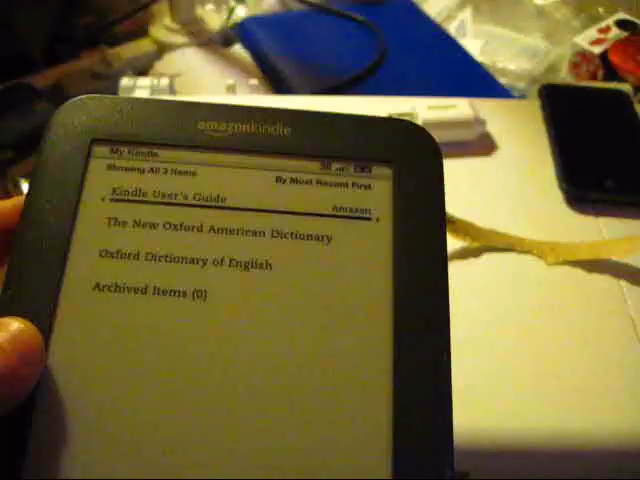 amazonkindle
My Kindle 3G
Showing All 3 Items By Most Recent First
Kindle User's Guide Amazon
The New Oxford American Dictionary
Oxford Dictionary of English
Archived Items (0)